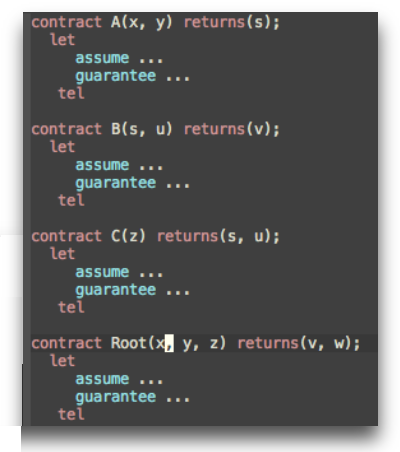 contract A(x, y) returns(s);
let
assume ...
guarantee ...
tel
contract B(s, u) returns(v);
let
assume ...
guarantee ...
tel
contract C(z) returns(s, u);
let
assume ...
guarantee ...
tel
contract Root(x, y, z) returns(v, w);
let
assume ...
guarantee ...
tel